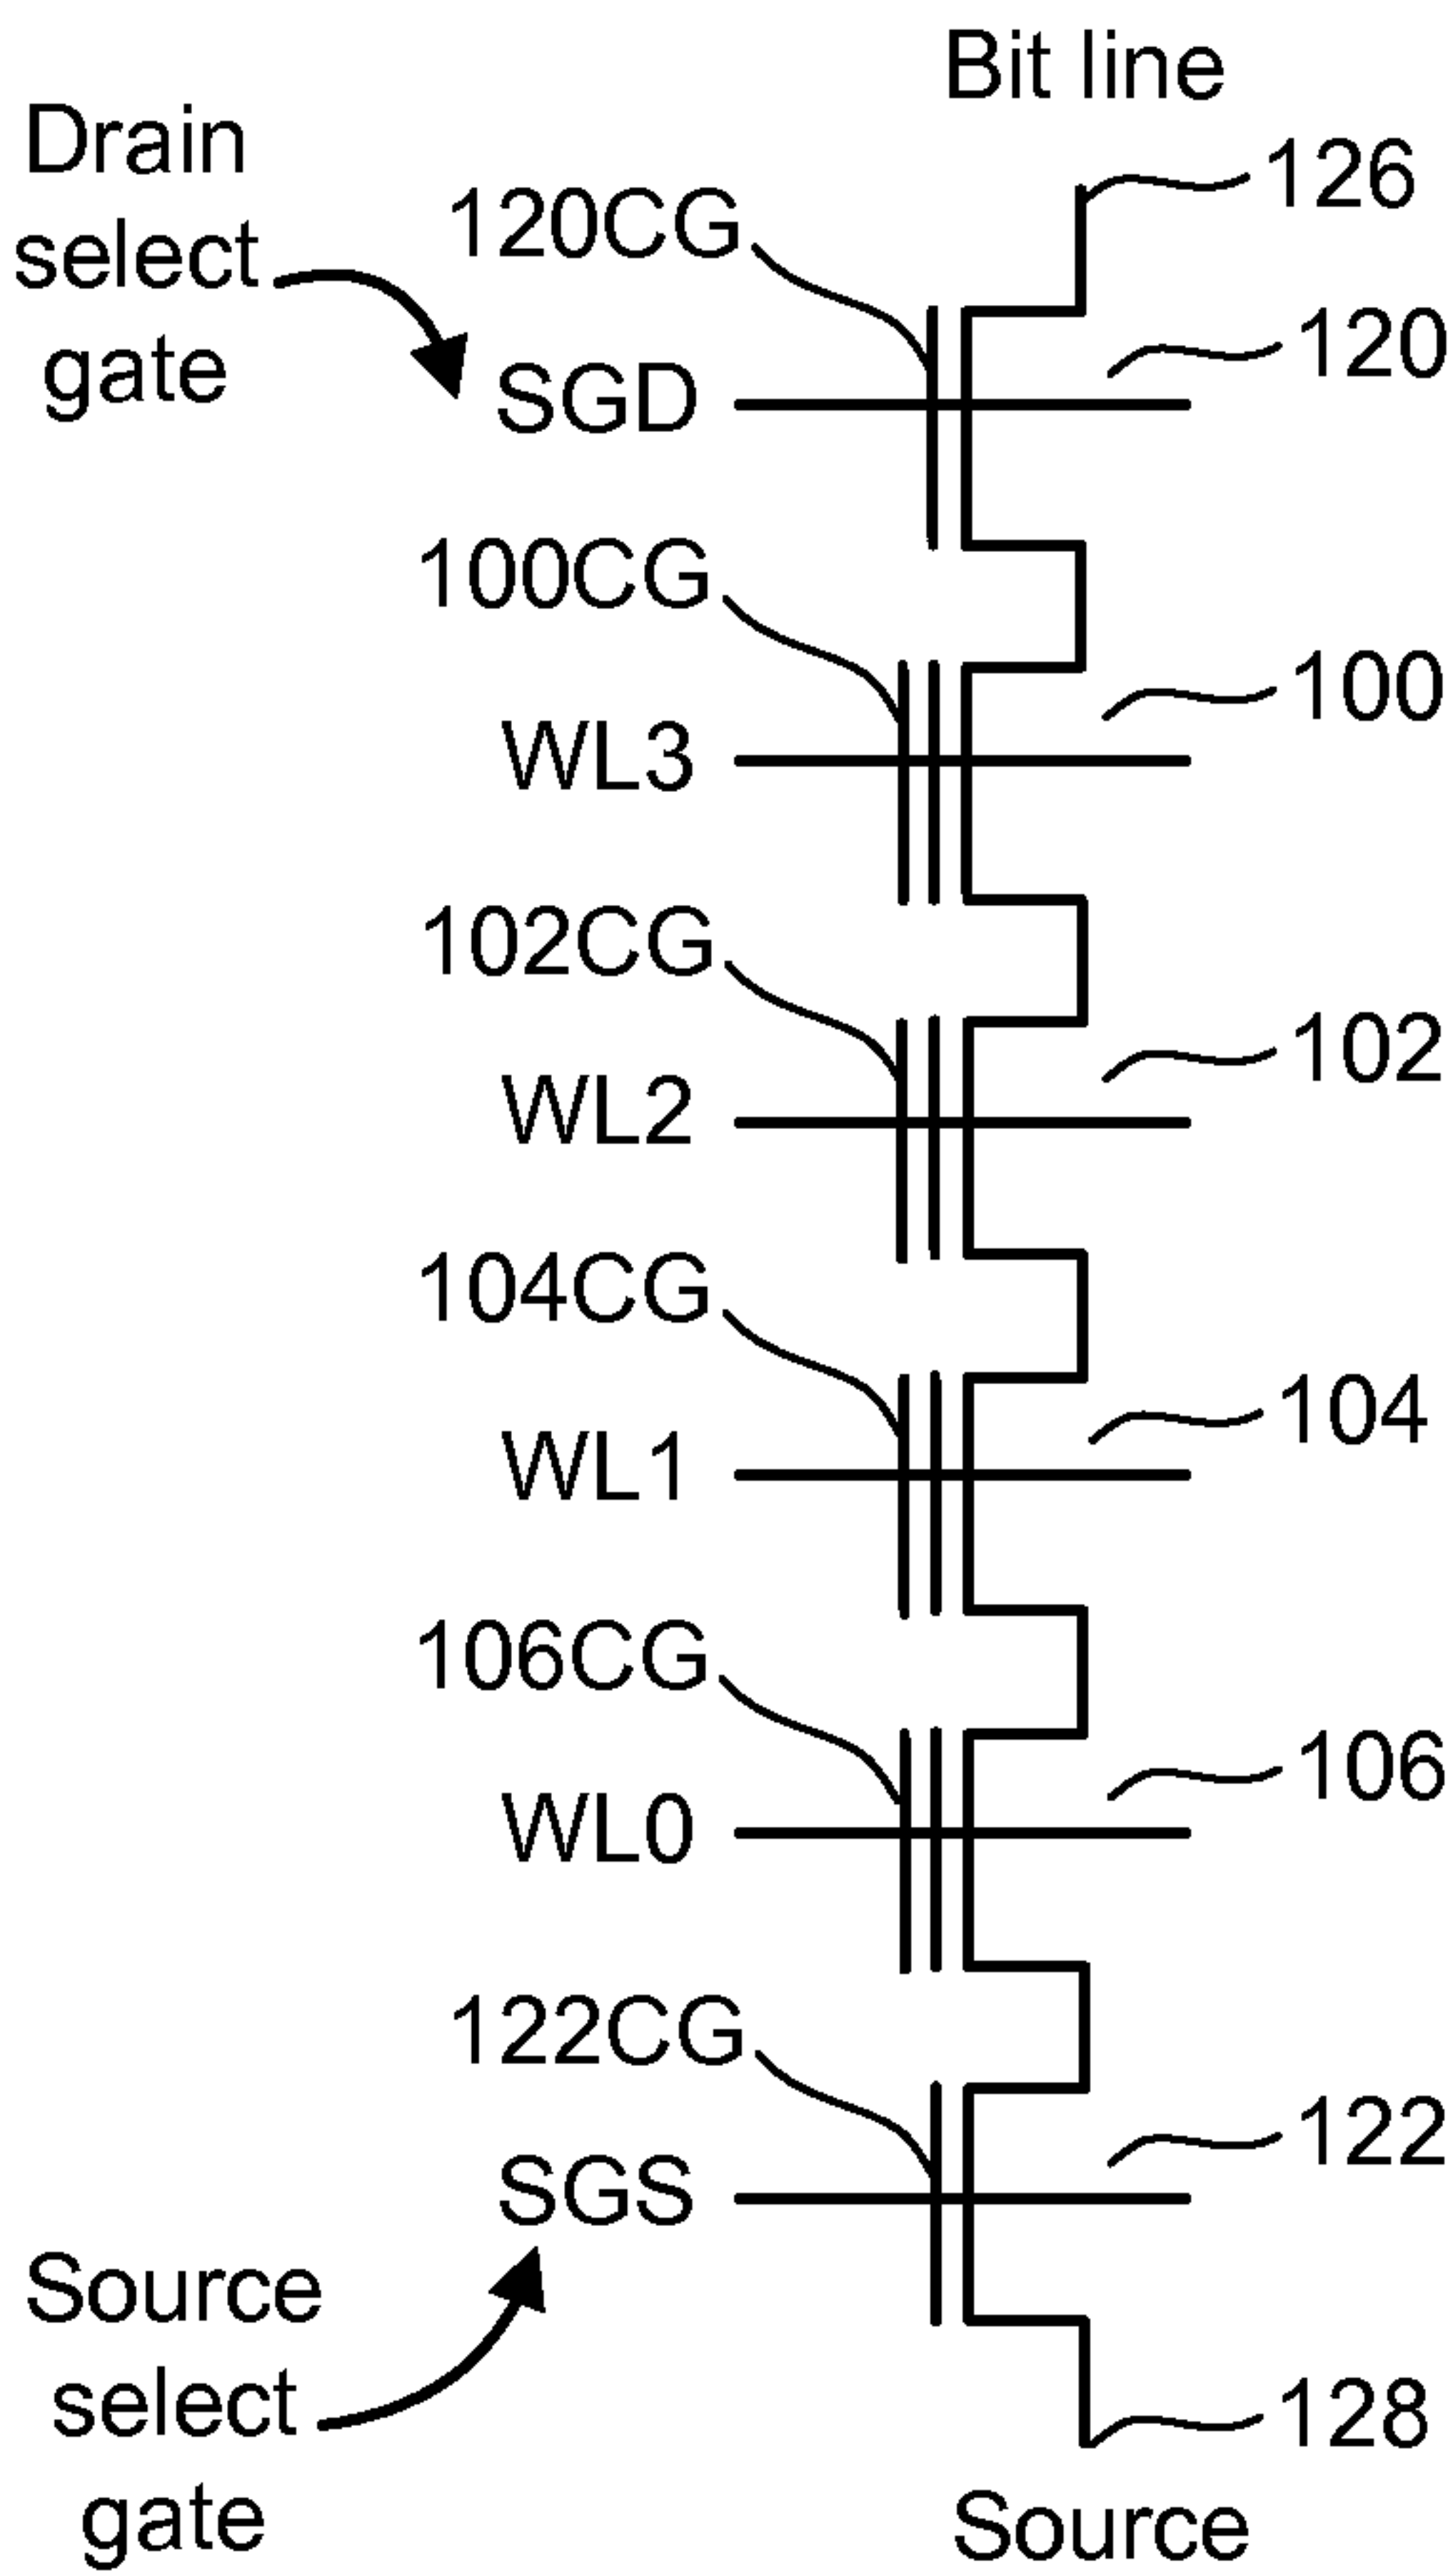 Bit line
126
Drain
select
gate
120CG
120
SGD
100CG
100
WL3
102CG
102
WL2
104CG
104
WL1
106CG
106
WL0
122CG
122
SGS
Source
select
gate
128
Source